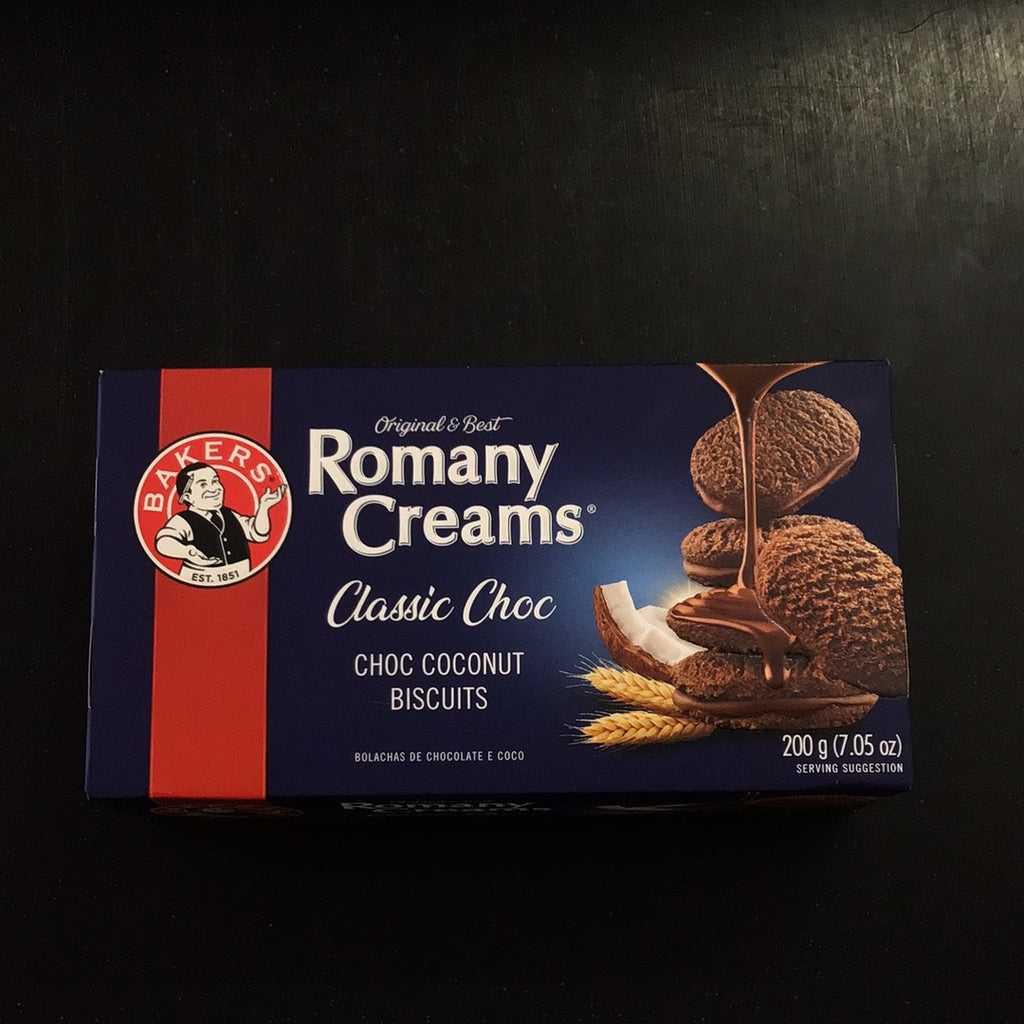 BAKERS®
EST. 1851
Original & Best
Romany
Creams®
Classic Choc
CHOC COCONUT
BISCUITS
BOLACHAS DE CHOCOLATE E COCO
200 g (7.05 oz)
SERVING SUGGESTION
Romany
Creams